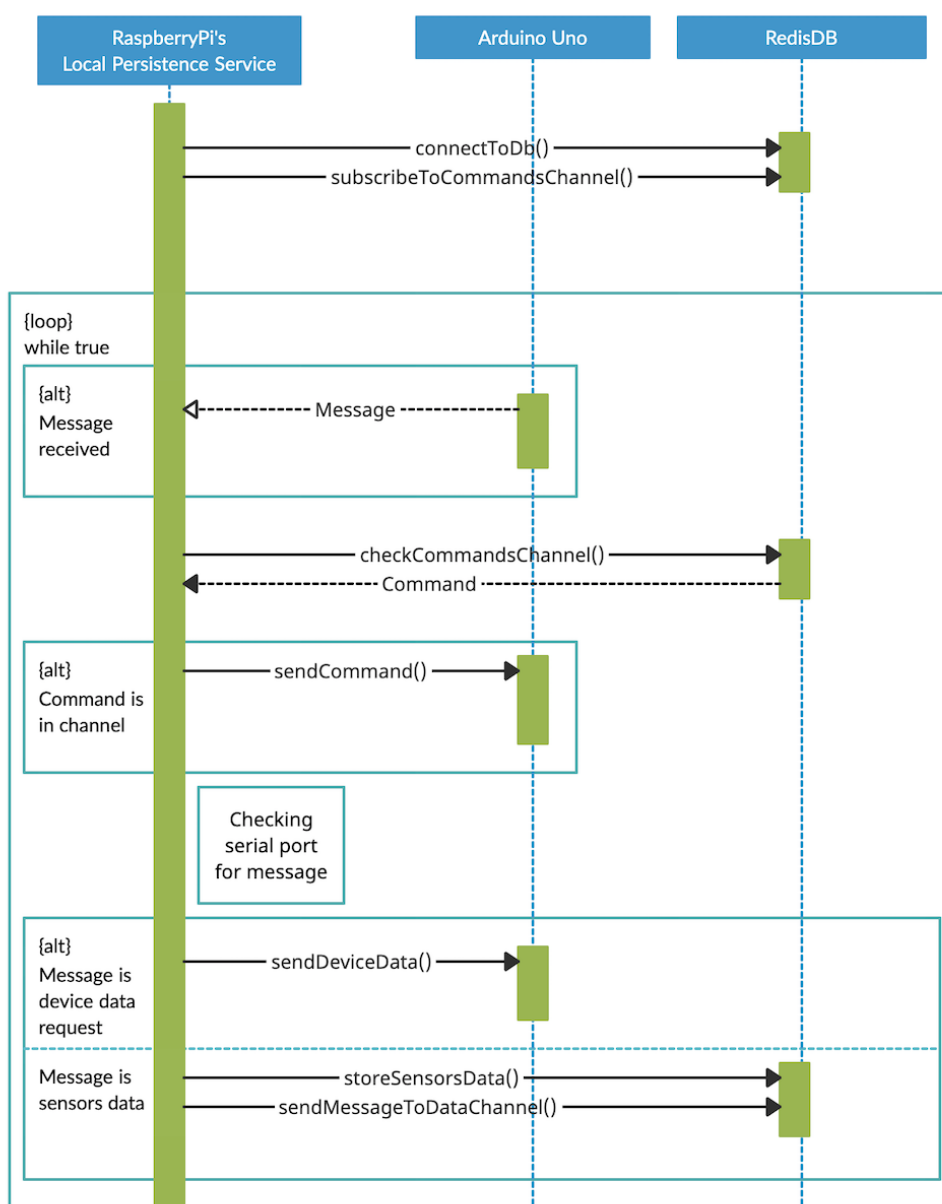 RaspberryPi's
Local Persistence Service
Arduino Uno
RedisDB
connectToDb()
subscribeToCommandsChannel()
{loop}
while true
{alt}
Message
received
Message
checkCommandsChannel()
Command
{alt}
Command is
in channel
sendCommand()
Checking
serial port
for message
{alt}
Message is
device data
request
sendDeviceData()
Message is
sensors data
storeSensorsData()
sendMessageToDataChannel()